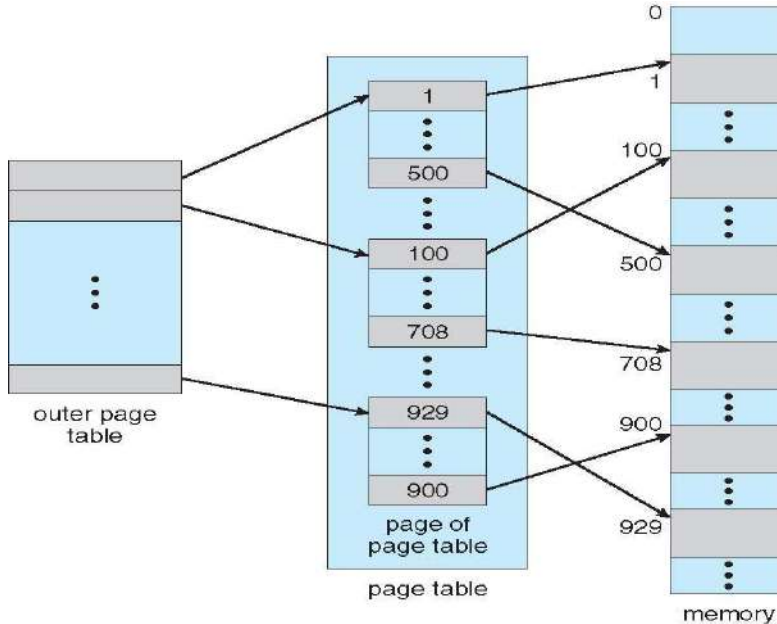 outer page
table
1
500
100
708
929
900
page of
page table
page table
0
1
100
500
708
900
929
memory